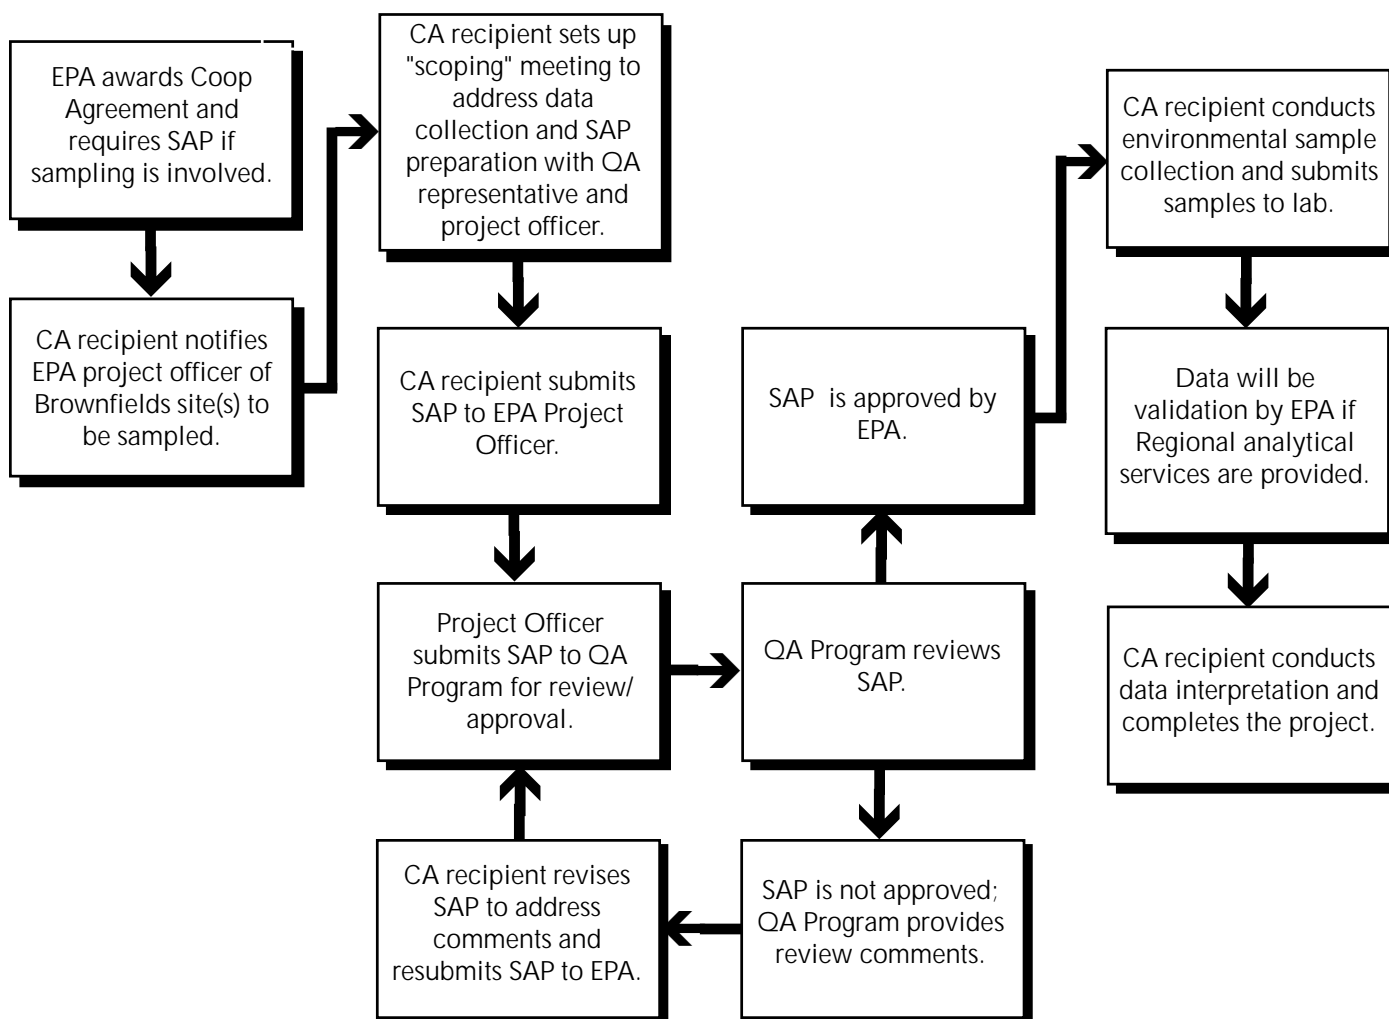 EPA awards Coop
Agreement and
requires SAP if
sampling is involved.
CA recipient notifies
EPA project officer of
Brownfields site(s) to
be sampled.
CA recipient sets up
"scoping" meeting to
address data
collection and SAP
preparation with QA
representative and
project officer.
CA recipient submits
SAP to EPA Project
Officer.
Project Officer
submits SAP to QA
Program for review/
approval.
QA Program reviews
SAP.
SAP is not approved;
QA Program provides
review comments.
CA recipient revises
SAP to address
comments and
resubmits SAP to EPA.
SAP is approved by
EPA.
CA recipient conducts
environmental sample
collection and submits
samples to lab.
Data will be
validation by EPA if
Regional analytical
services are provided.
CA recipient conducts
data interpretation and
completes the project.